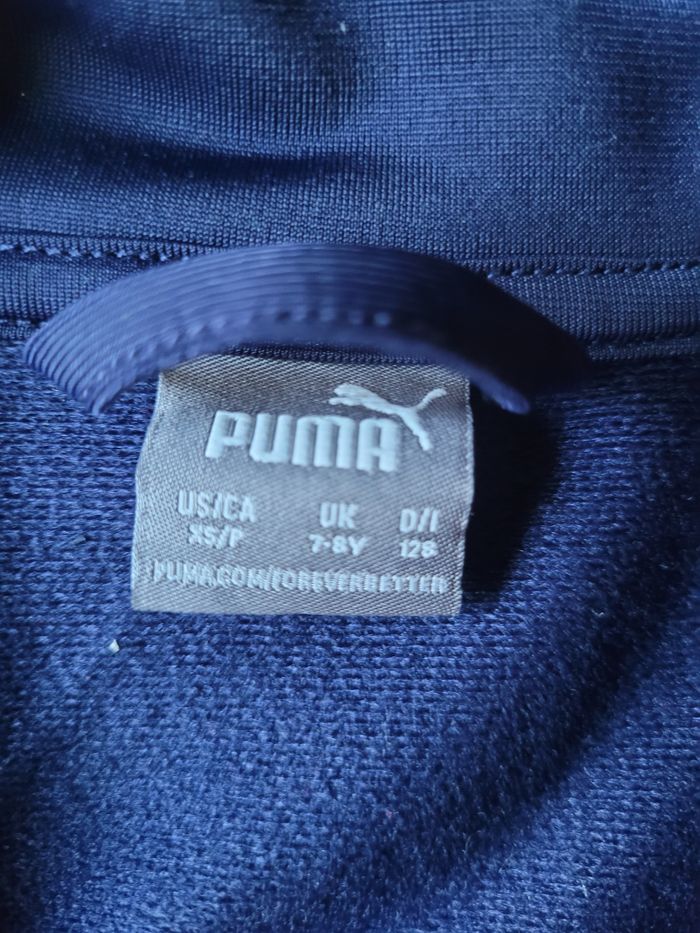 PUMA
US/CA UK D/I
XS/P 7-8Y 128
PUMA.COM/FOREVERBETTER